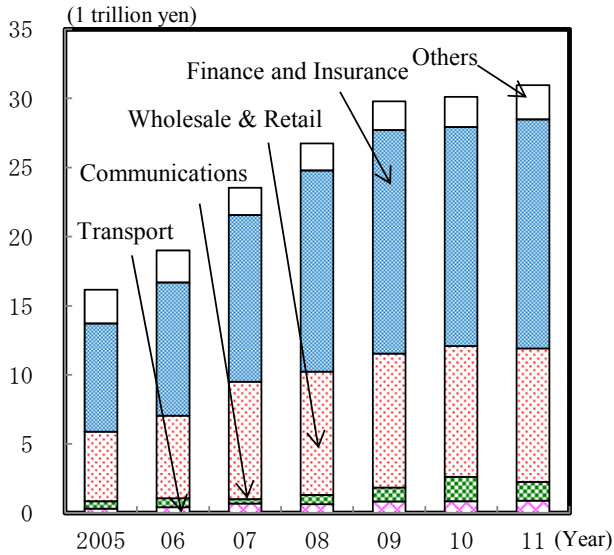 (1 trillion yen)
35
30
25
20
15
10
5
0
Others
Finance and Insurance
Wholesale & Retail
Communications
Transport
2005 06 07 08 09 10 11 (Year)